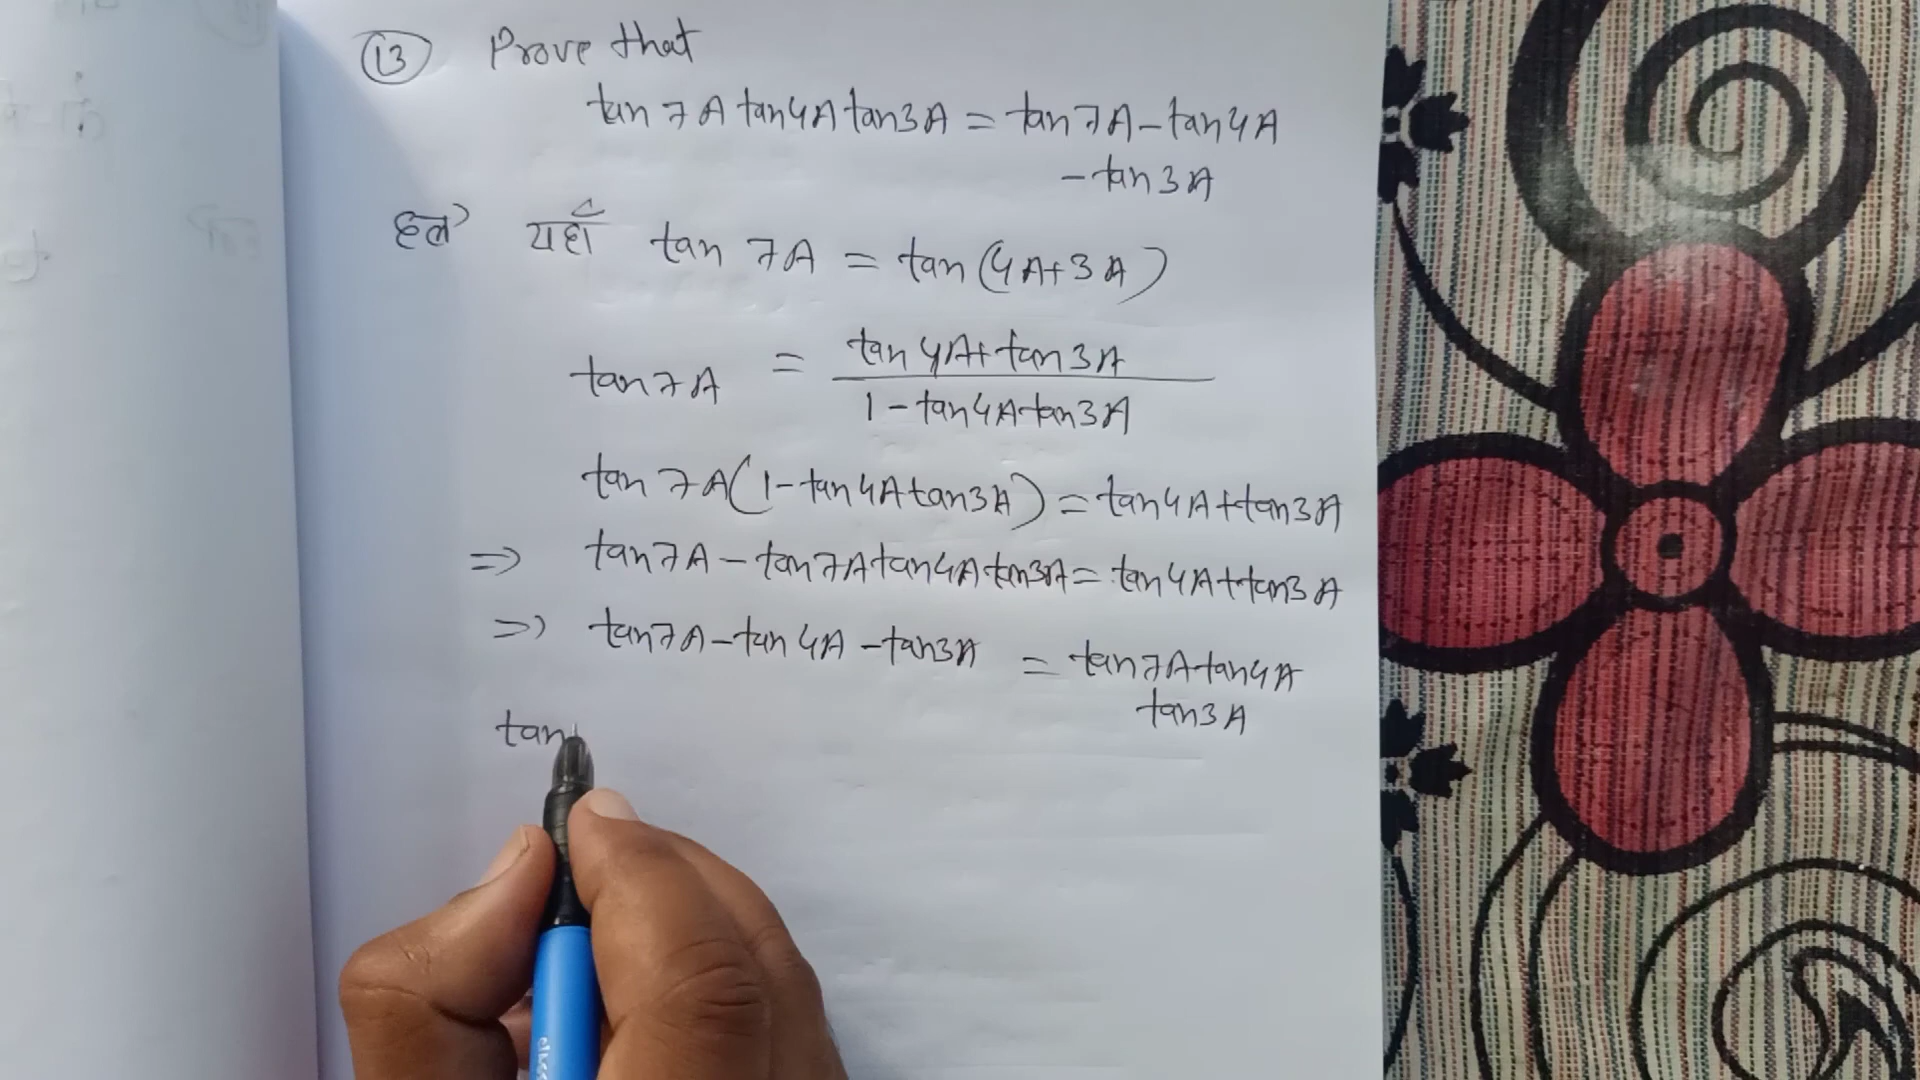 13 Prove that
tan 7A tan4A tan3A = tan7A - tan4A
- tan3A
हल यहाँ tan 7A = tan (4A+3A)
tan7A = tan4A+tan3A
1 - tan4A tan3A
tan 7A(1-tan4A tan3A) = tan4A + tan3A
⇒ tan7A - tan7A tan4A tan3A = tan4A + tan3A
⇒ tan7A - tan4A - tan3A = tan7A tan4A
tan3A
tan